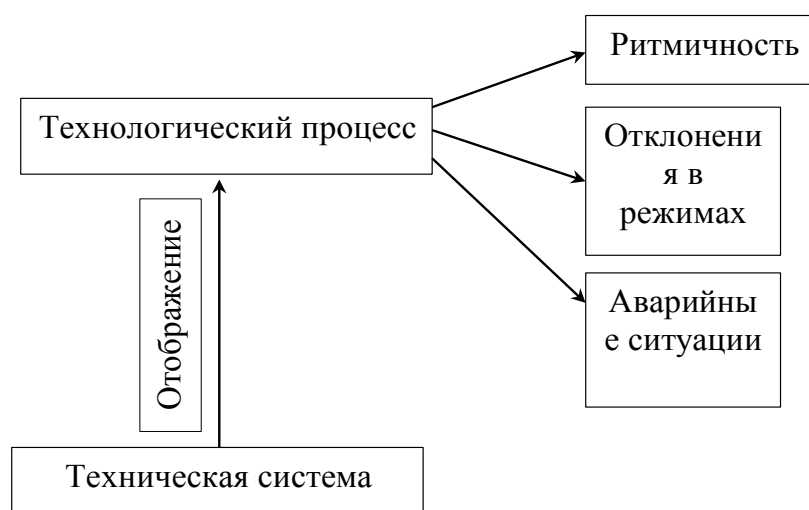 Ритмичность
Технологический процесс
Отклонени
я в
режимах
Отображение
Аварийны
е ситуации
Техническая система